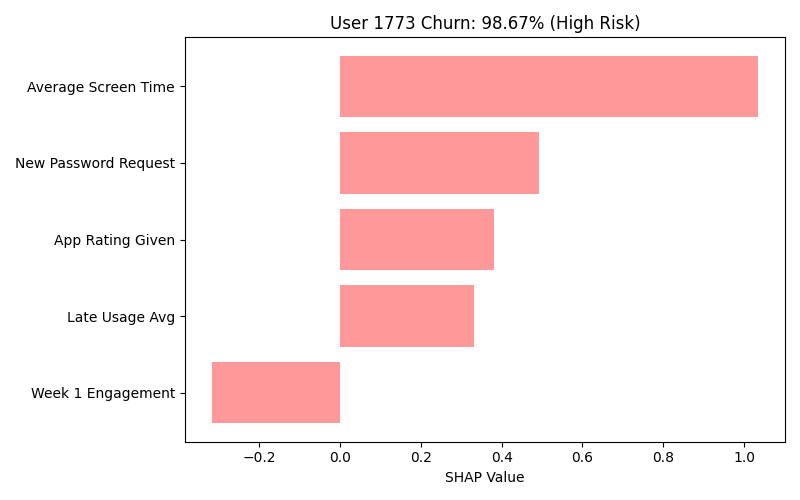 User 1773 Churn: 98.67% (High Risk)
Average Screen Time
New Password Request
App Rating Given
Late Usage Avg
Week 1 Engagement
−0.2 0.0 0.2 0.4 0.6 0.8 1.0
SHAP Value